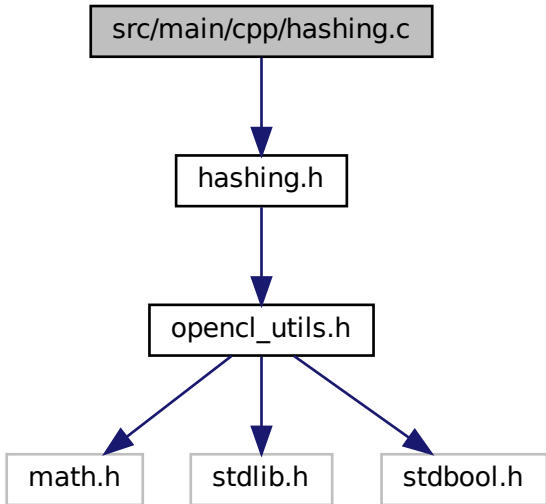 src/main/cpp/hashing.c
hashing.h
opencl_utils.h
math.h
stdlib.h
stdbool.h